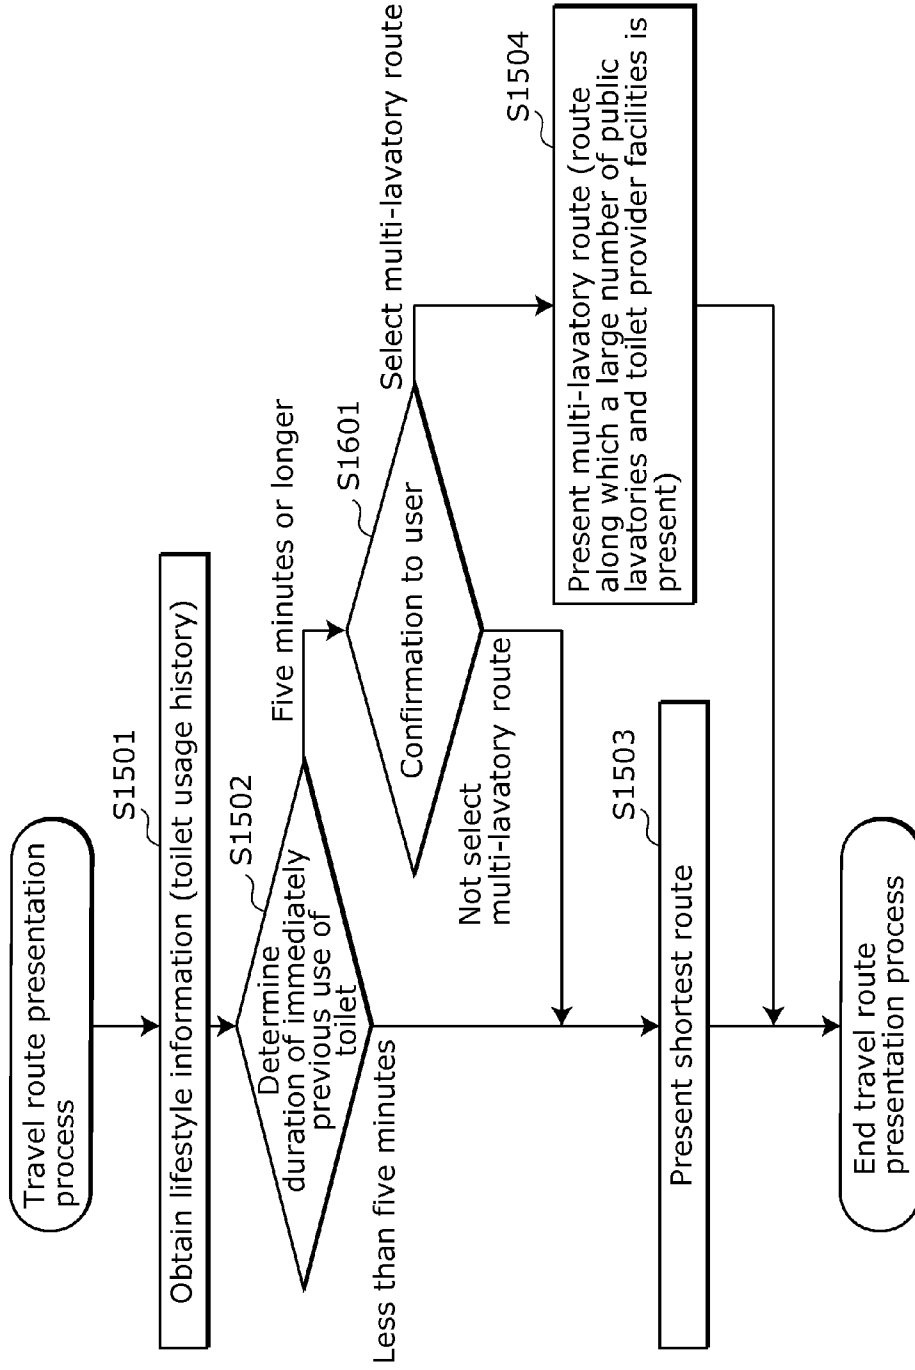 Travel route presentation
process
S1501
Obtain lifestyle information (toilet usage history)
S1502
Determine
duration of immediately
previous use of
toilet
Five minutes or longer
Less than five minutes
S1601
Confirmation to user
Select multi-lavatory route
Not select
multi-lavatory route
S1504
Present multi-lavatory route (route
along which a large number of public
lavatories and toilet provider facilities is
present)
S1503
Present shortest route
End travel route
presentation process